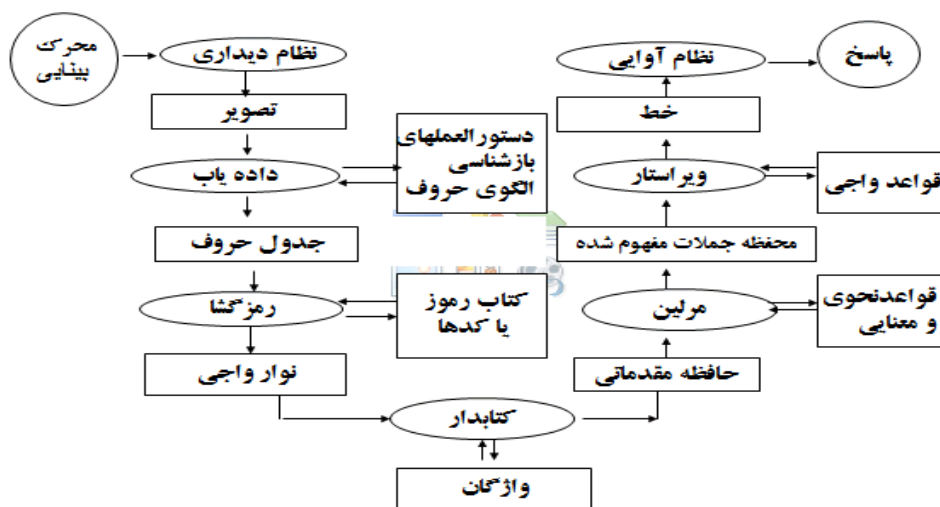 محرک
بینایی
نظام دیداری
تصویر
داده یاب
دستورالعملهای
بازشناسی
الگوی حروف
جدول حروف
رمزگشا
کتاب رموز
یا کدها
نوار واجی
کتابدار
واژگان
حافظه مقدماتی
مرلین
قواعدنحوی
و معنایی
محفظه جملات مفهوم شده
ویراستار
قواعد واجی
خط
نظام آوایی
پاسخ